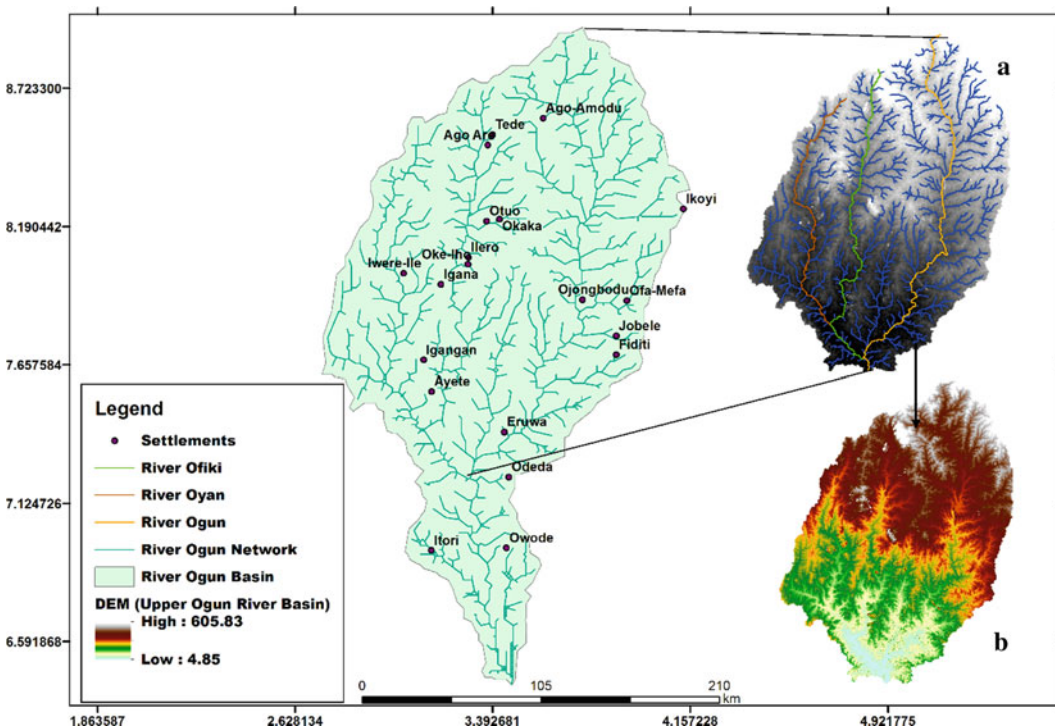 a
8.723300
Ago-Amodu
Tede
Ago Are
Ikoyi
8.190442
Otuo
Okaka
Ilero
Oke-Iho
Iwere-Ile
Igana
Ojongbodu
Ofa-Mefa
Jobele
7.657584
Igangan
Fiditi
Ayete
Legend
Settlements
Eruwa
River Ofiki
Odeda
River Oyan
7.124726
River Ogun
Itori
Owode
River Ogun Network
River Ogun Basin
DEM (Upper Ogun River Basin)
High : 605.83
b
6.591868
Low : 4.85
0 105 210
km
1.863587 2.628134 3.392681 4.157228 4.921775